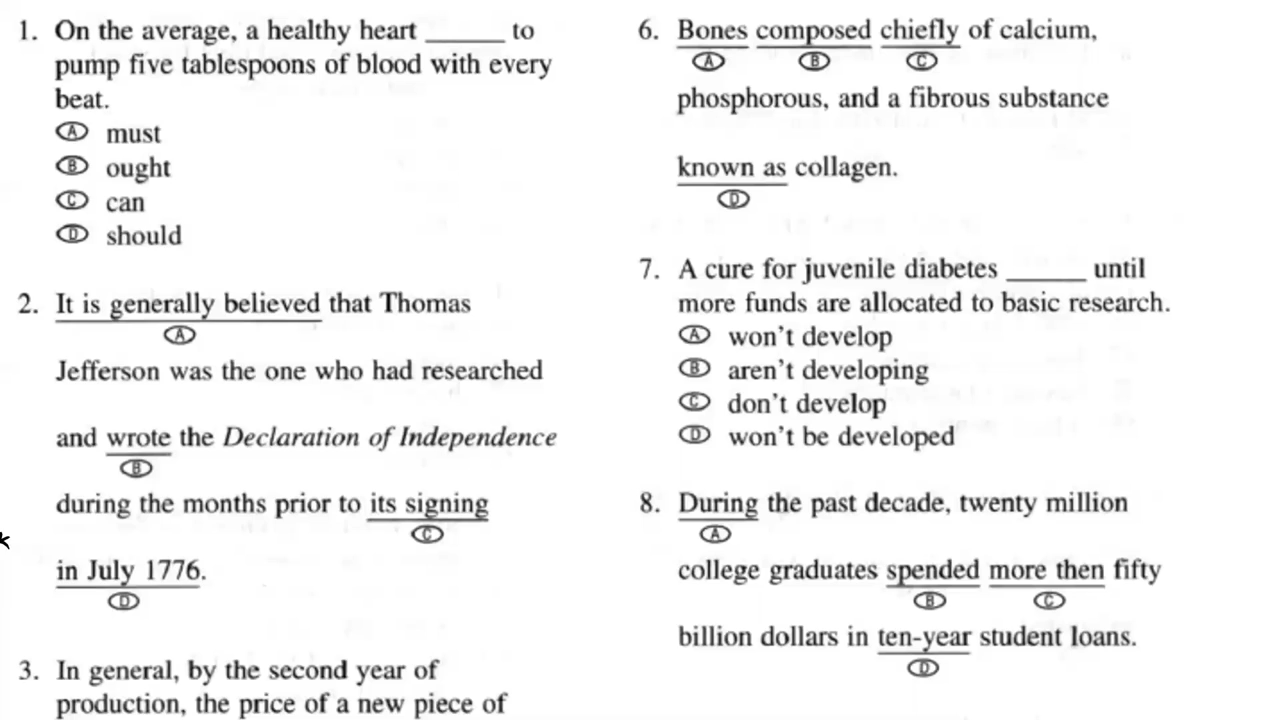 1. On the average, a healthy heart ______ to
pump five tablespoons of blood with every
beat.
Ⓐ must
Ⓑ ought
Ⓒ can
Ⓓ should
2. It is generally believed that Thomas
Ⓐ
Jefferson was the one who had researched
and wrote the Declaration of Independence
Ⓑ
during the months prior to its signing
Ⓒ
in July 1776.
Ⓓ
3. In general, by the second year of
production, the price of a new piece of
6. Bones composed chiefly of calcium,
Ⓐ Ⓑ Ⓒ
phosphorous, and a fibrous substance
known as collagen.
Ⓓ
7. A cure for juvenile diabetes ______ until
more funds are allocated to basic research.
Ⓐ won't develop
Ⓑ aren't developing
Ⓒ don't develop
Ⓓ won't be developed
8. During the past decade, twenty million
Ⓐ
college graduates spended more then fifty
Ⓑ Ⓒ
billion dollars in ten-year student loans.
Ⓓ